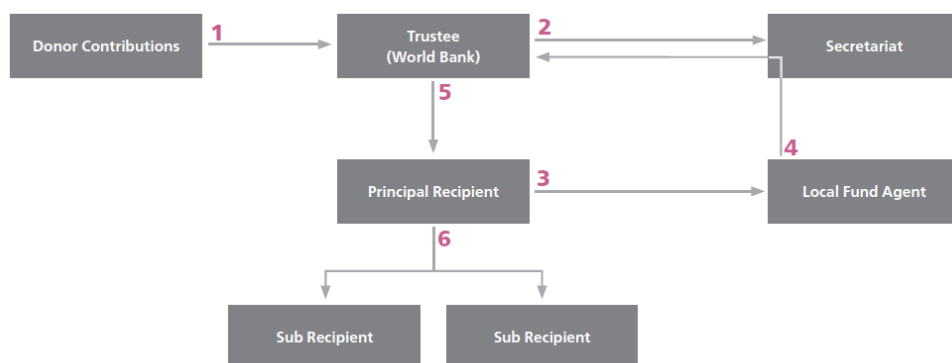 Donor Contributions
1
Trustee
(World Bank)
2
Secretariat
5
4
Principal Recipient
3
Local Fund Agent
6
Sub Recipient
Sub Recipient